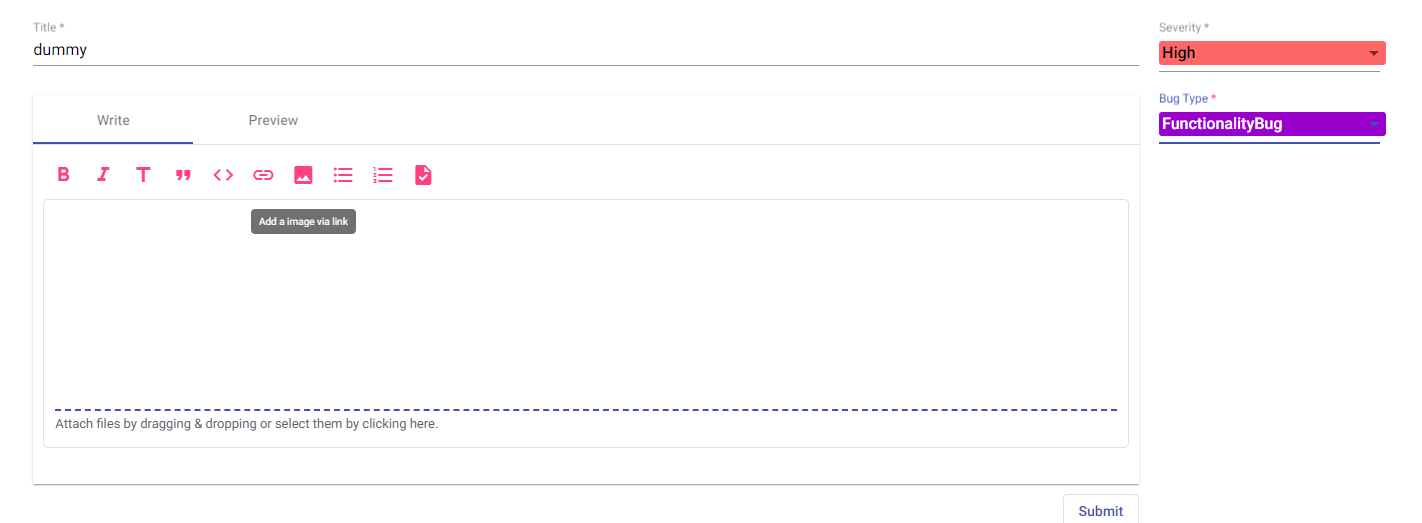 Title *
dummy
Severity *
High
Bug Type *
FunctionalityBug
Write Preview
Add a image via link
Attach files by dragging & dropping or select them by clicking here.
Submit